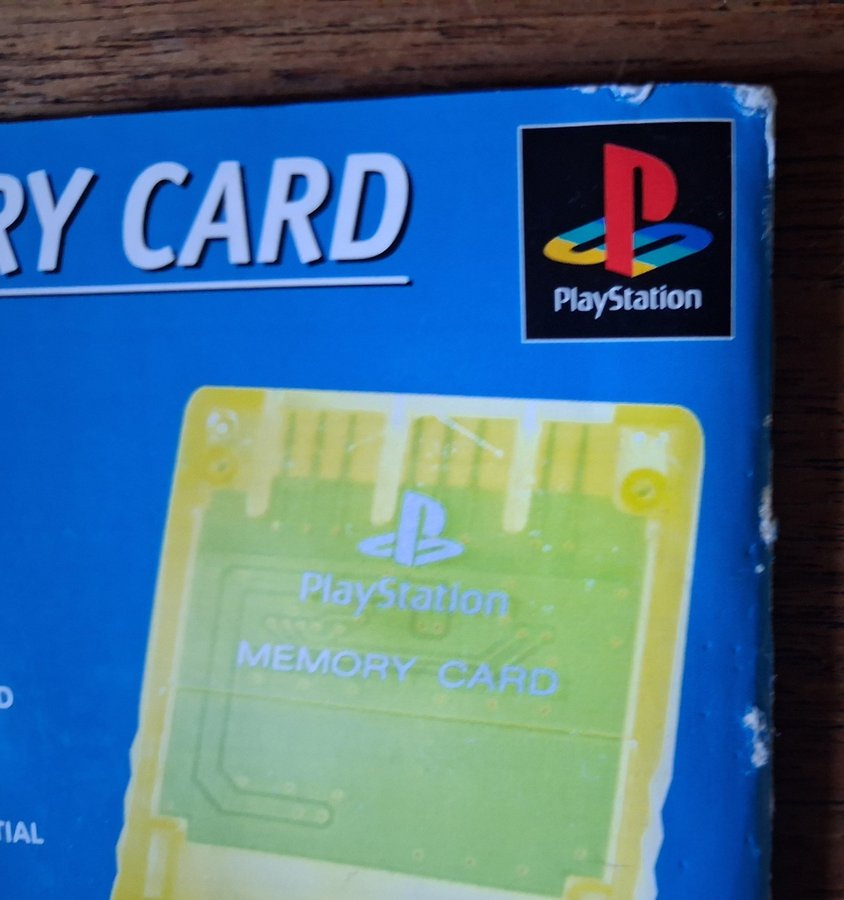 RY CARD
PlayStation
PlayStation
MEMORY CARD
D
TIAL